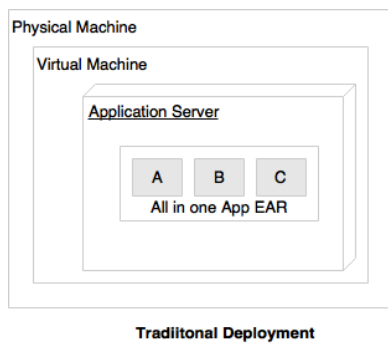 Physical Machine
Virtual Machine
Application Server
A B C
All in one App EAR
Tradiitonal Deployment